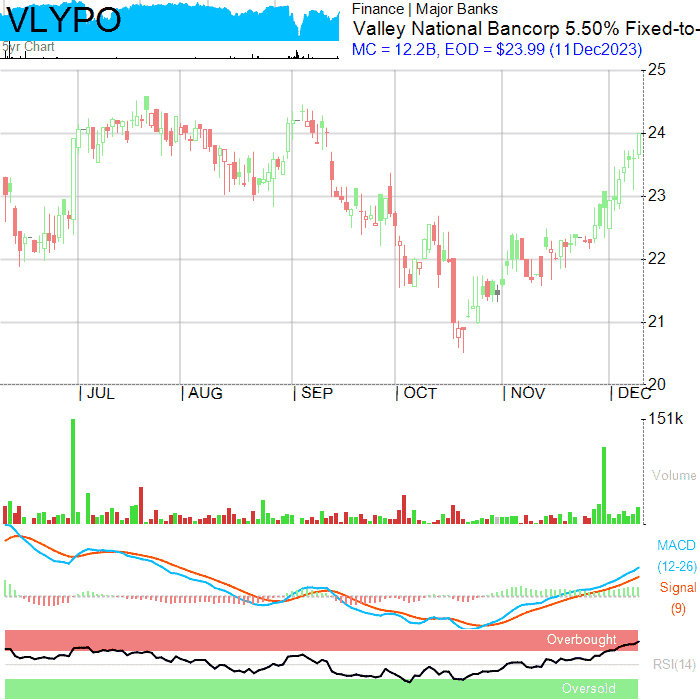 VLYPO
5yr Chart
Finance | Major Banks
Valley National Bancorp 5.50% Fixed-to-
MC = 12.2B, EOD = $23.99 (11Dec2023)
25
24
23
22
21
20
| JUL | AUG | SEP | OCT | NOV | DEC
151k
Volume
MACD
(12-26)
Signal
(9)
Overbought
RSI(14)
Oversold